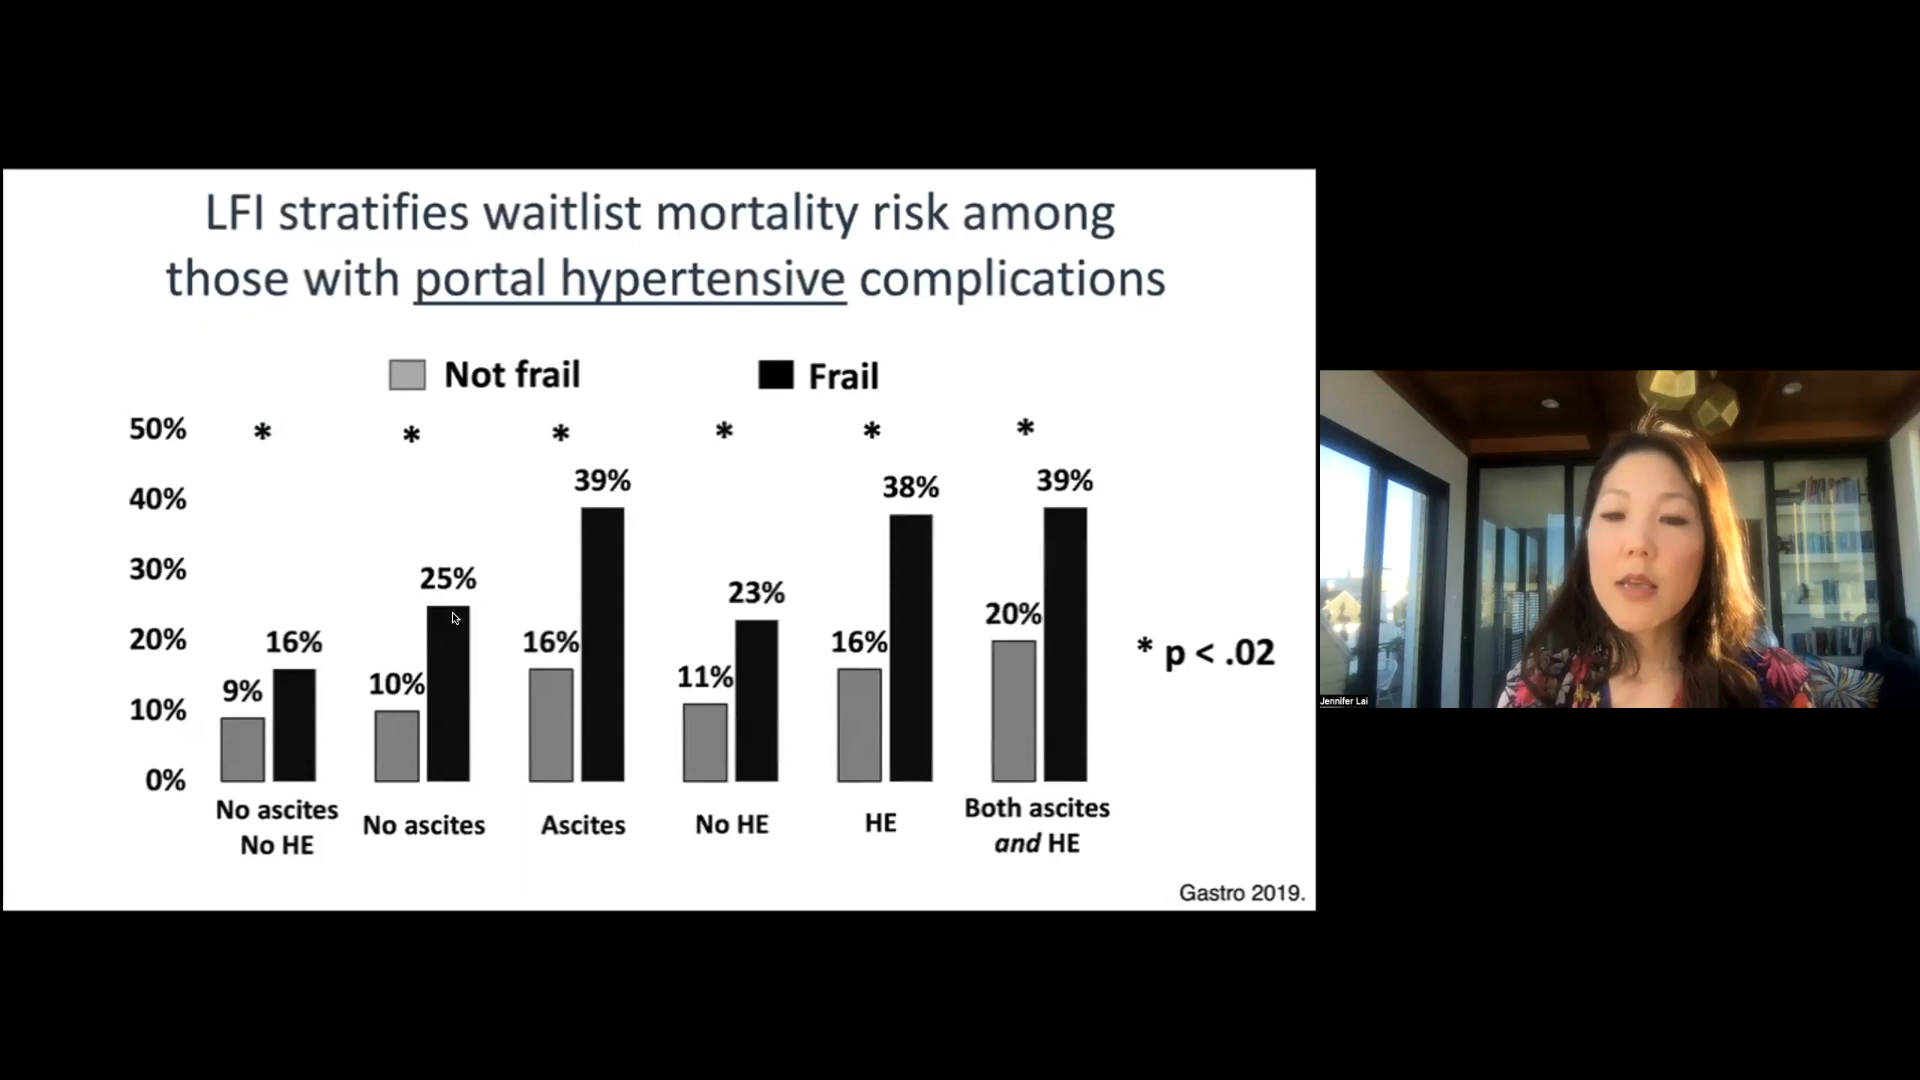 LFI stratifies waitlist mortality risk among
those with portal hypertensive complications
Not frail
Frail
50%
40%
30%
20%
10%
0%
* * * * * *
9% 16%
10% 25%
16% 39%
11% 23%
16% 38%
20% 39%
* p < .02
No ascites
No HE
No ascites
Ascites
No HE
HE
Both ascites
and HE
Gastro 2019.
Jennifer Lai